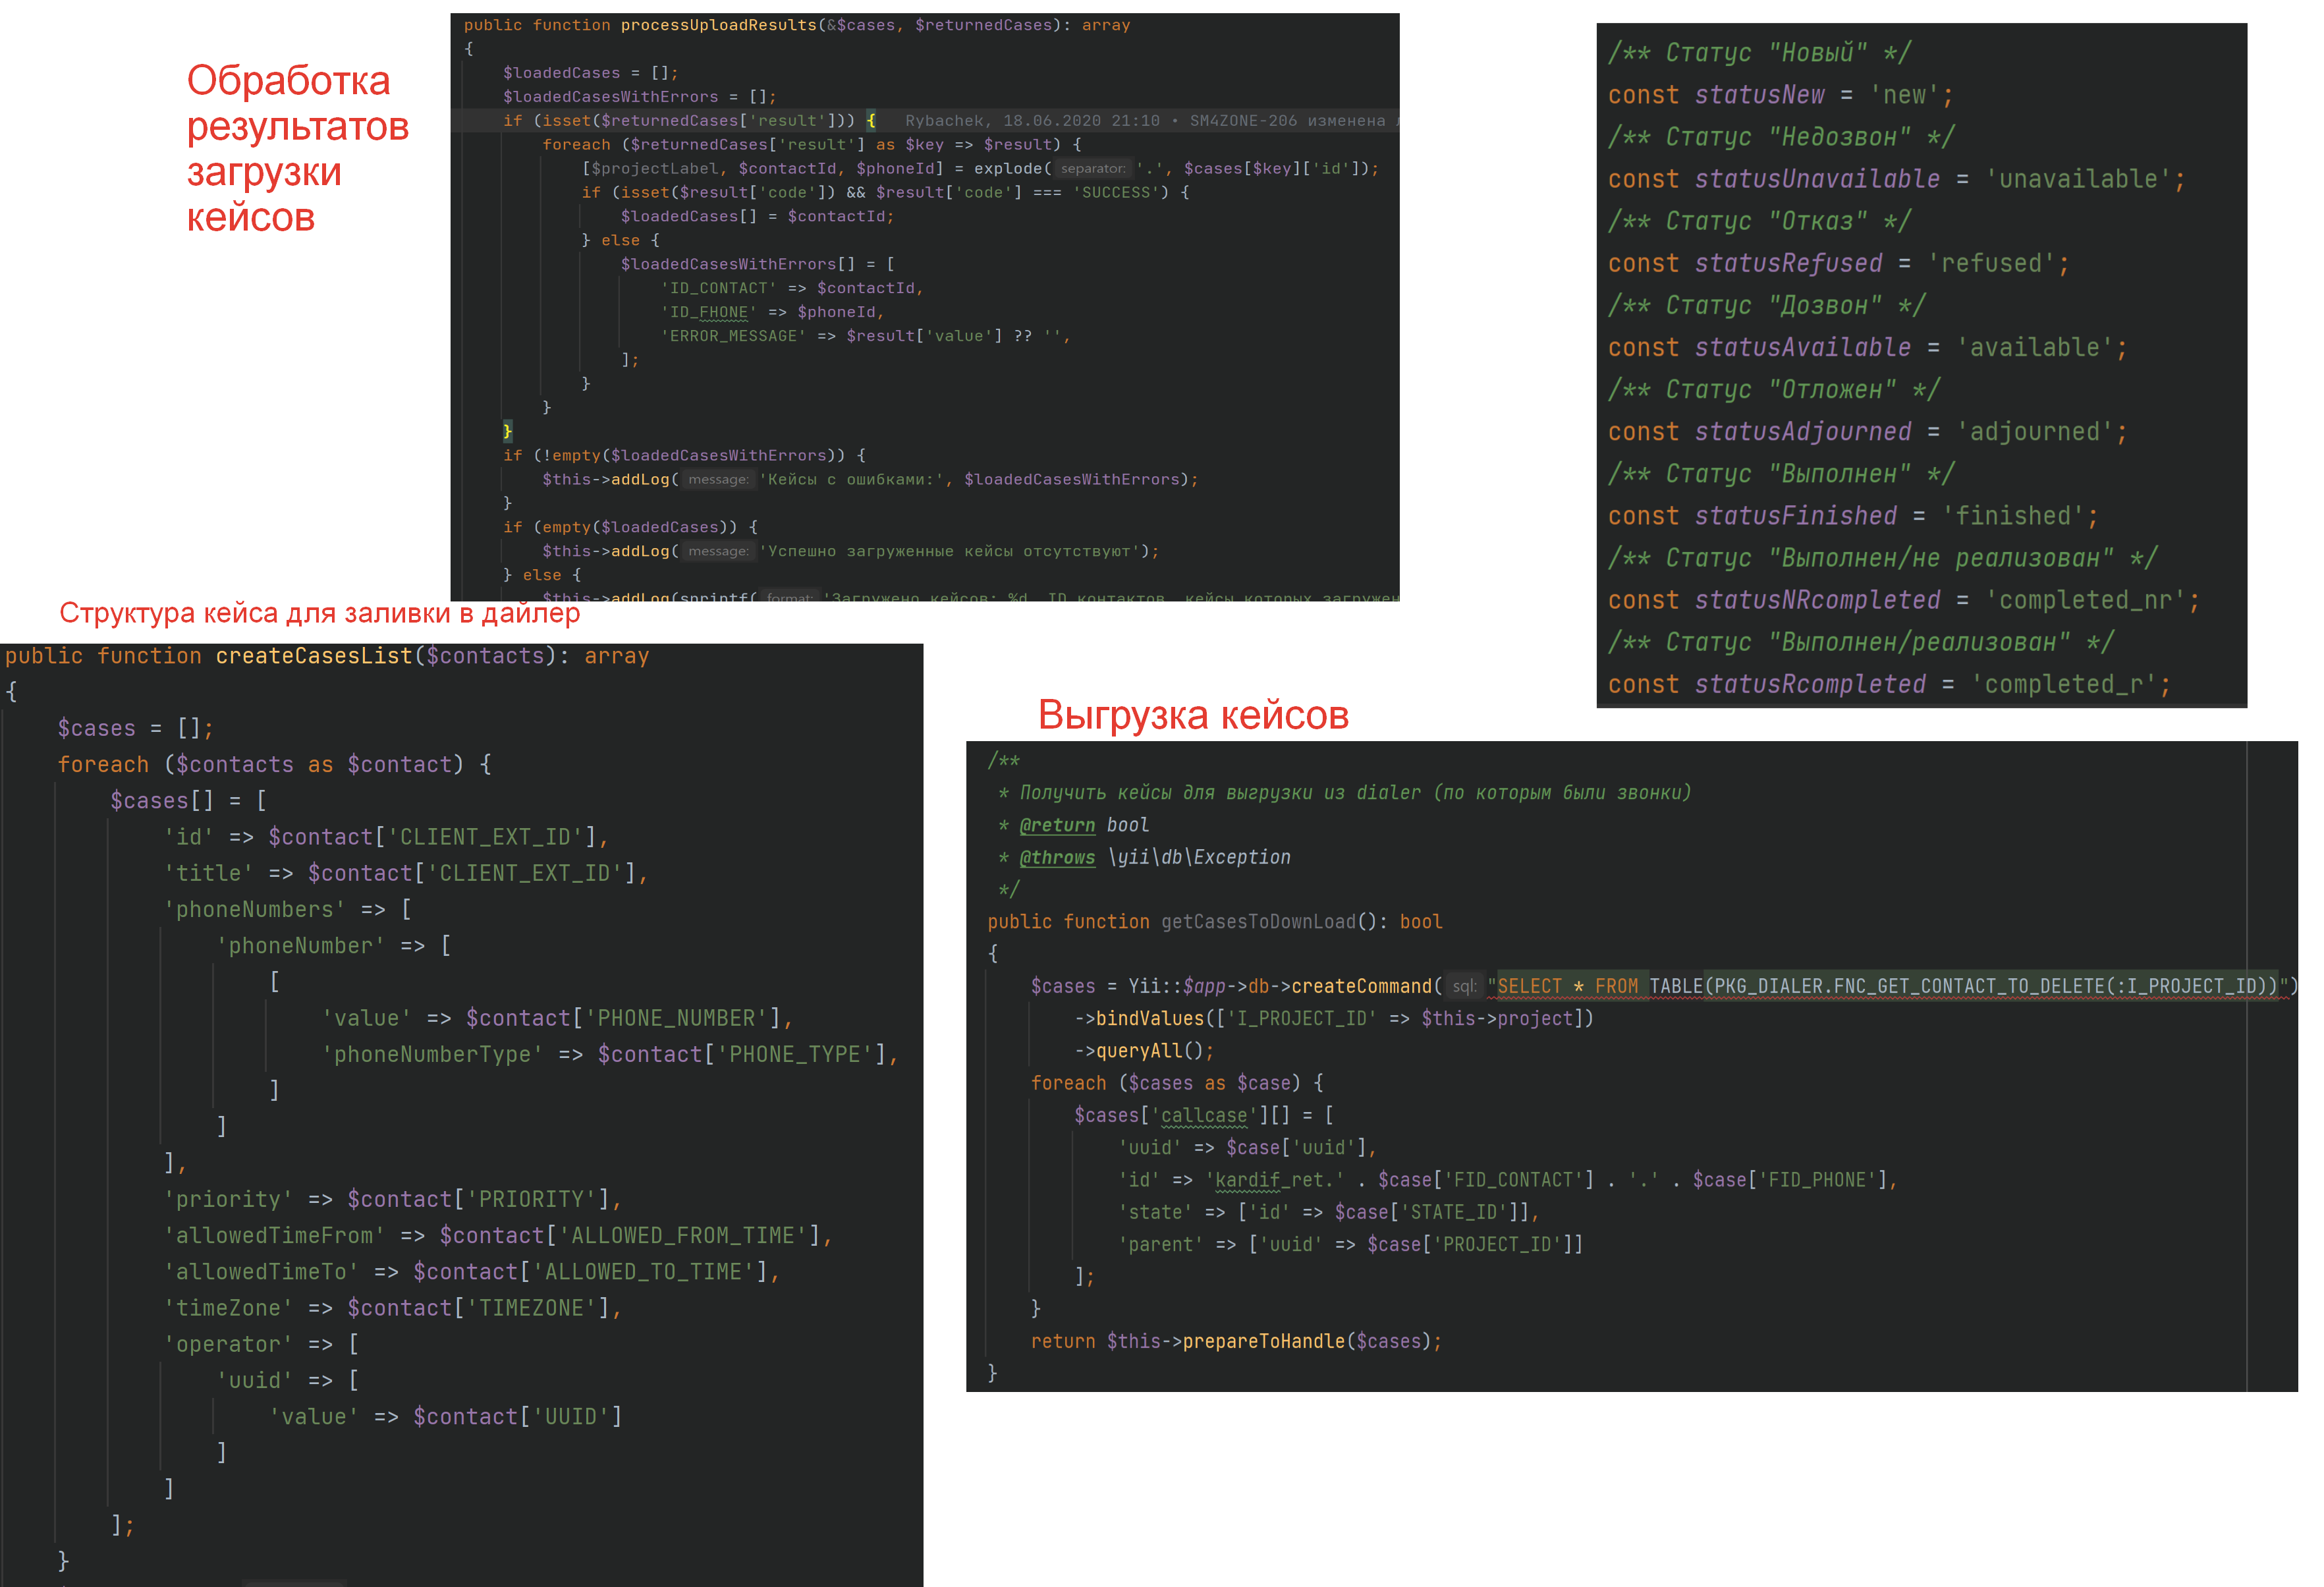 Обработка
результатов
загрузки
кейсов
public function processUploadResults(&$cases, $returnedCases): array
{
$loadedCases = [];
$loadedCasesWithErrors = [];
if (isset($returnedCases['result'])) { Rybachek, 18.06.2020 21:10 • SM4ZONE-206 изменена
foreach ($returnedCases['result'] as $key => $result) {
[$projectLabel, $contactId, $phoneId] = explode( separator: '.', $cases[$key]['id']);
if (isset($result['code']) && $result['code'] === 'SUCCESS') {
$loadedCases[] = $contactId;
} else {
$loadedCasesWithErrors[] = [
'ID_CONTACT' => $contactId,
'ID_FHONE' => $phoneId,
'ERROR_MESSAGE' => $result['value'] ?? '',
];
}
}
}
if (!empty($loadedCasesWithErrors)) {
$this->addLog( message: 'Кейсы с ошибками:', $loadedCasesWithErrors);
}
if (empty($loadedCases)) {
$this->addLog( message: 'Успешно загруженные кейсы отсутствуют');
} else {
$this->addLog(sprintf( format: 'Загружено кейсов: %d. ID контактов, кейсы которых загружен
/** Статус "Новый" */
const statusNew = 'new';
/** Статус "Недозвон" */
const statusUnavailable = 'unavailable';
/** Статус "Отказ" */
const statusRefused = 'refused';
/** Статус "Дозвон" */
const statusAvailable = 'available';
/** Статус "Отложен" */
const statusAdjourned = 'adjourned';
/** Статус "Выполнен" */
const statusFinished = 'finished';
/** Статус "Выполнен/не реализован" */
const statusNRcompleted = 'completed_nr';
/** Статус "Выполнен/реализован" */
const statusRcompleted = 'completed_r';
Структура кейса для заливки в дайлер
public function createCasesList($contacts): array
{
$cases = [];
foreach ($contacts as $contact) {
$cases[] = [
'id' => $contact['CLIENT_EXT_ID'],
'title' => $contact['CLIENT_EXT_ID'],
'phoneNumbers' => [
'phoneNumber' => [
[
'value' => $contact['PHONE_NUMBER'],
'phoneNumberType' => $contact['PHONE_TYPE'],
]
]
],
'priority' => $contact['PRIORITY'],
'allowedTimeFrom' => $contact['ALLOWED_FROM_TIME'],
'allowedTimeTo' => $contact['ALLOWED_TO_TIME'],
'timeZone' => $contact['TIMEZONE'],
'operator' => [
'uuid' => [
'value' => $contact['UUID']
]
]
];
}
Выгрузка кейсов
/**
* Получить кейсы для выгрузки из dialer (по которым были звонки)
* @return bool
* @throws \yii\db\Exception
*/
public function getCasesToDownLoad(): bool
{
$cases = Yii::$app->db->createCommand( sql: "SELECT * FROM TABLE(PKG_DIALER.FNC_GET_CONTACT_TO_DELETE(:I_PROJECT_ID))")
->bindValues(['I_PROJECT_ID' => $this->project])
->queryAll();
foreach ($cases as $case) {
$cases['callcase'][] = [
'uuid' => $case['uuid'],
'id' => 'kardif_ret.' . $case['FID_CONTACT'] . '.' . $case['FID_PHONE'],
'state' => ['id' => $case['STATE_ID']],
'parent' => ['uuid' => $case['PROJECT_ID']]
];
}
return $this->prepareToHandle($cases);
}